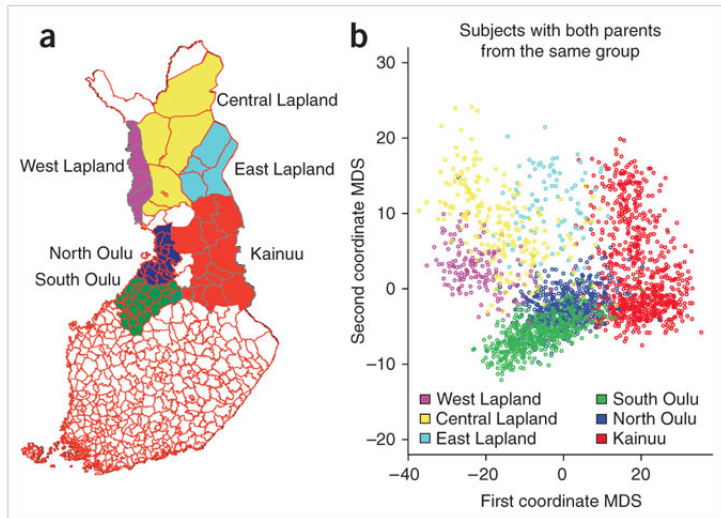 a
Central Lapland
West Lapland
East Lapland
North Oulu
South Oulu
Kainuu
b
Subjects with both parents
from the same group
Second coordinate MDS
30
20
10
0
−10
−20
West Lapland
Central Lapland
East Lapland
South Oulu
North Oulu
Kainuu
−40
−20
0
20
First coordinate MDS